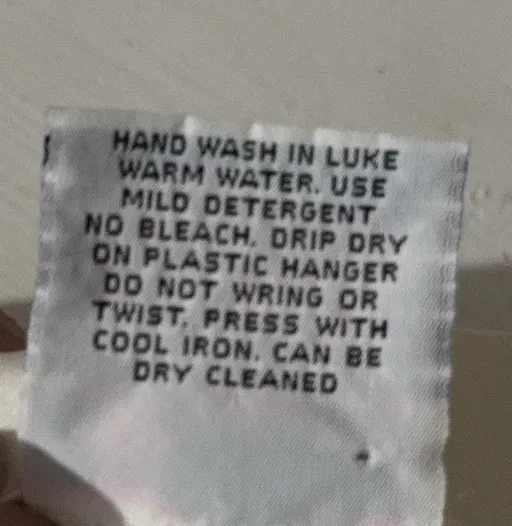 HAND WASH IN LUKE
WARM WATER. USE
MILD DETERGENT
NO BLEACH. DRIP DRY
ON PLASTIC HANGER
DO NOT WRING OR
TWIST. PRESS WITH
COOL IRON. CAN BE
DRY CLEANED